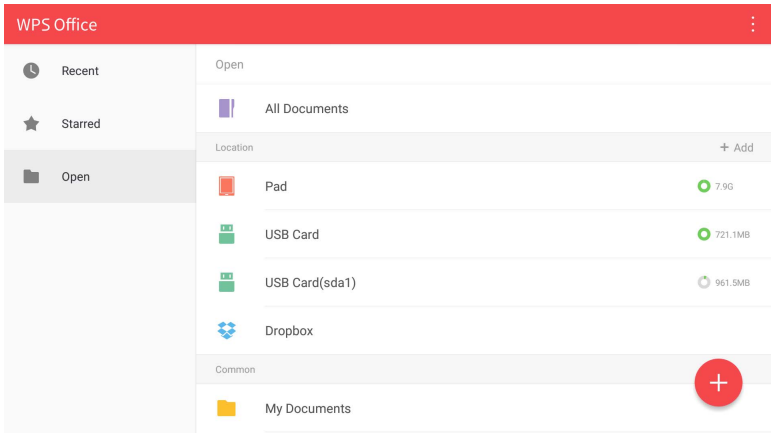 WPS Office
Recent
Starred
Open
Open
All Documents
Location
+ Add
Pad
7.9G
USB Card
721.1MB
USB Card(sda1)
961.5MB
Dropbox
Common
My Documents